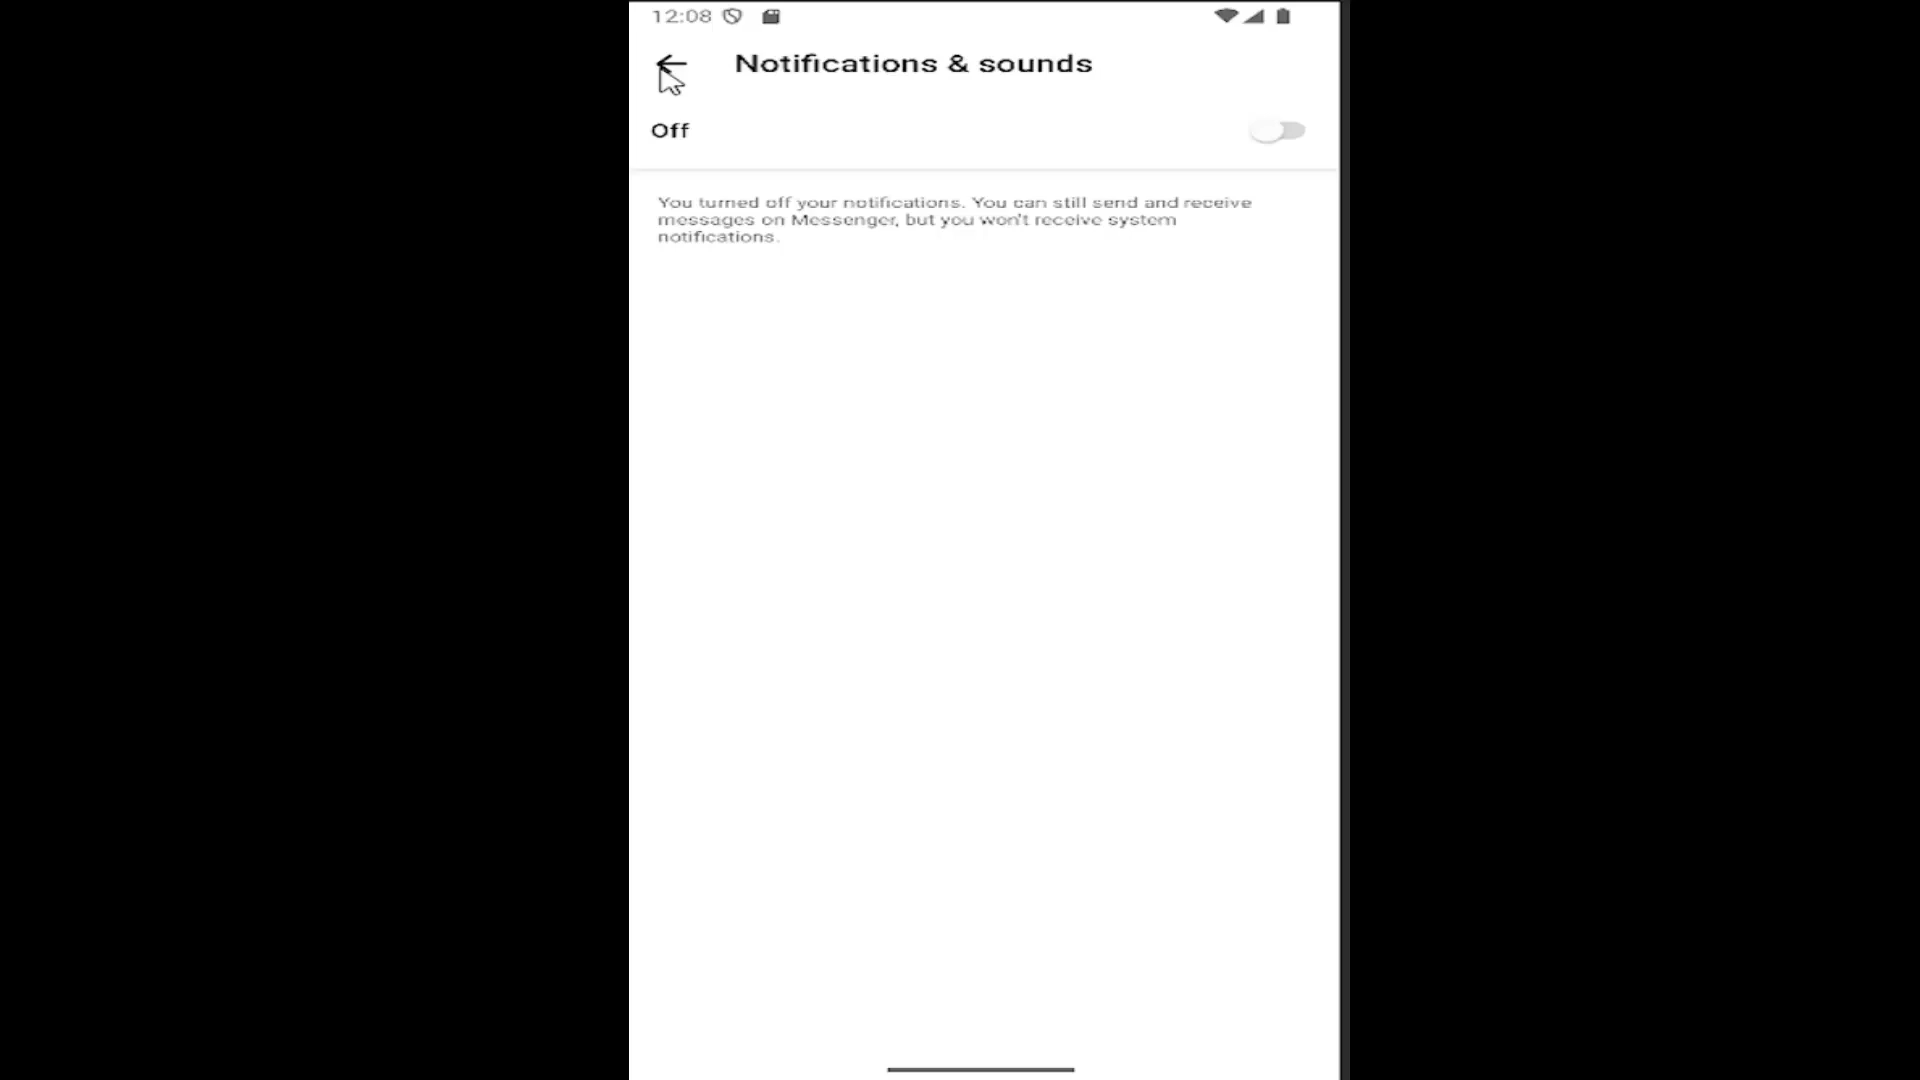 12:08
Notifications & sounds
Off
You turned off your notifications. You can still send and receive
messages on Messenger, but you won't receive system
notifications.